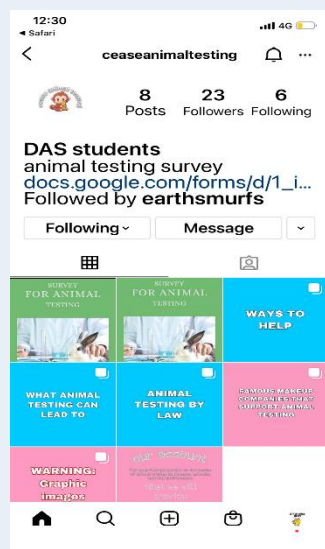 12:30
Safari
4G
ceaseanimaltesting
8 23 6
Posts Followers Following
DAS students
animal testing survey
docs.google.com/forms/d/1_i...
Followed by earthsmurfs
Following Message
SURVEY
FOR ANIMAL
TESTING
SURVEY
FOR ANIMAL
TESTING
WAYS TO
HELP
WHAT ANIMAL
TESTING CAN
LEAD TO
ANIMAL
TESTING BY
LAW
FAMOUS MAKEUP
COMPANIES THAT
SUPPORT ANIMAL
TESTING
WARNING:
Graphic
images
our account